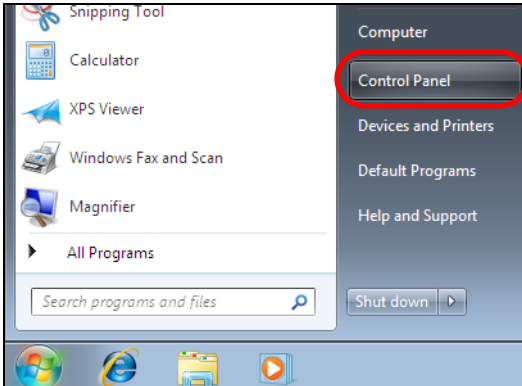 Snipping Tool
Calculator
XPS Viewer
Windows Fax and Scan
Magnifier
All Programs
Search programs and files
Computer
Control Panel
Devices and Printers
Default Programs
Help and Support
Shut down